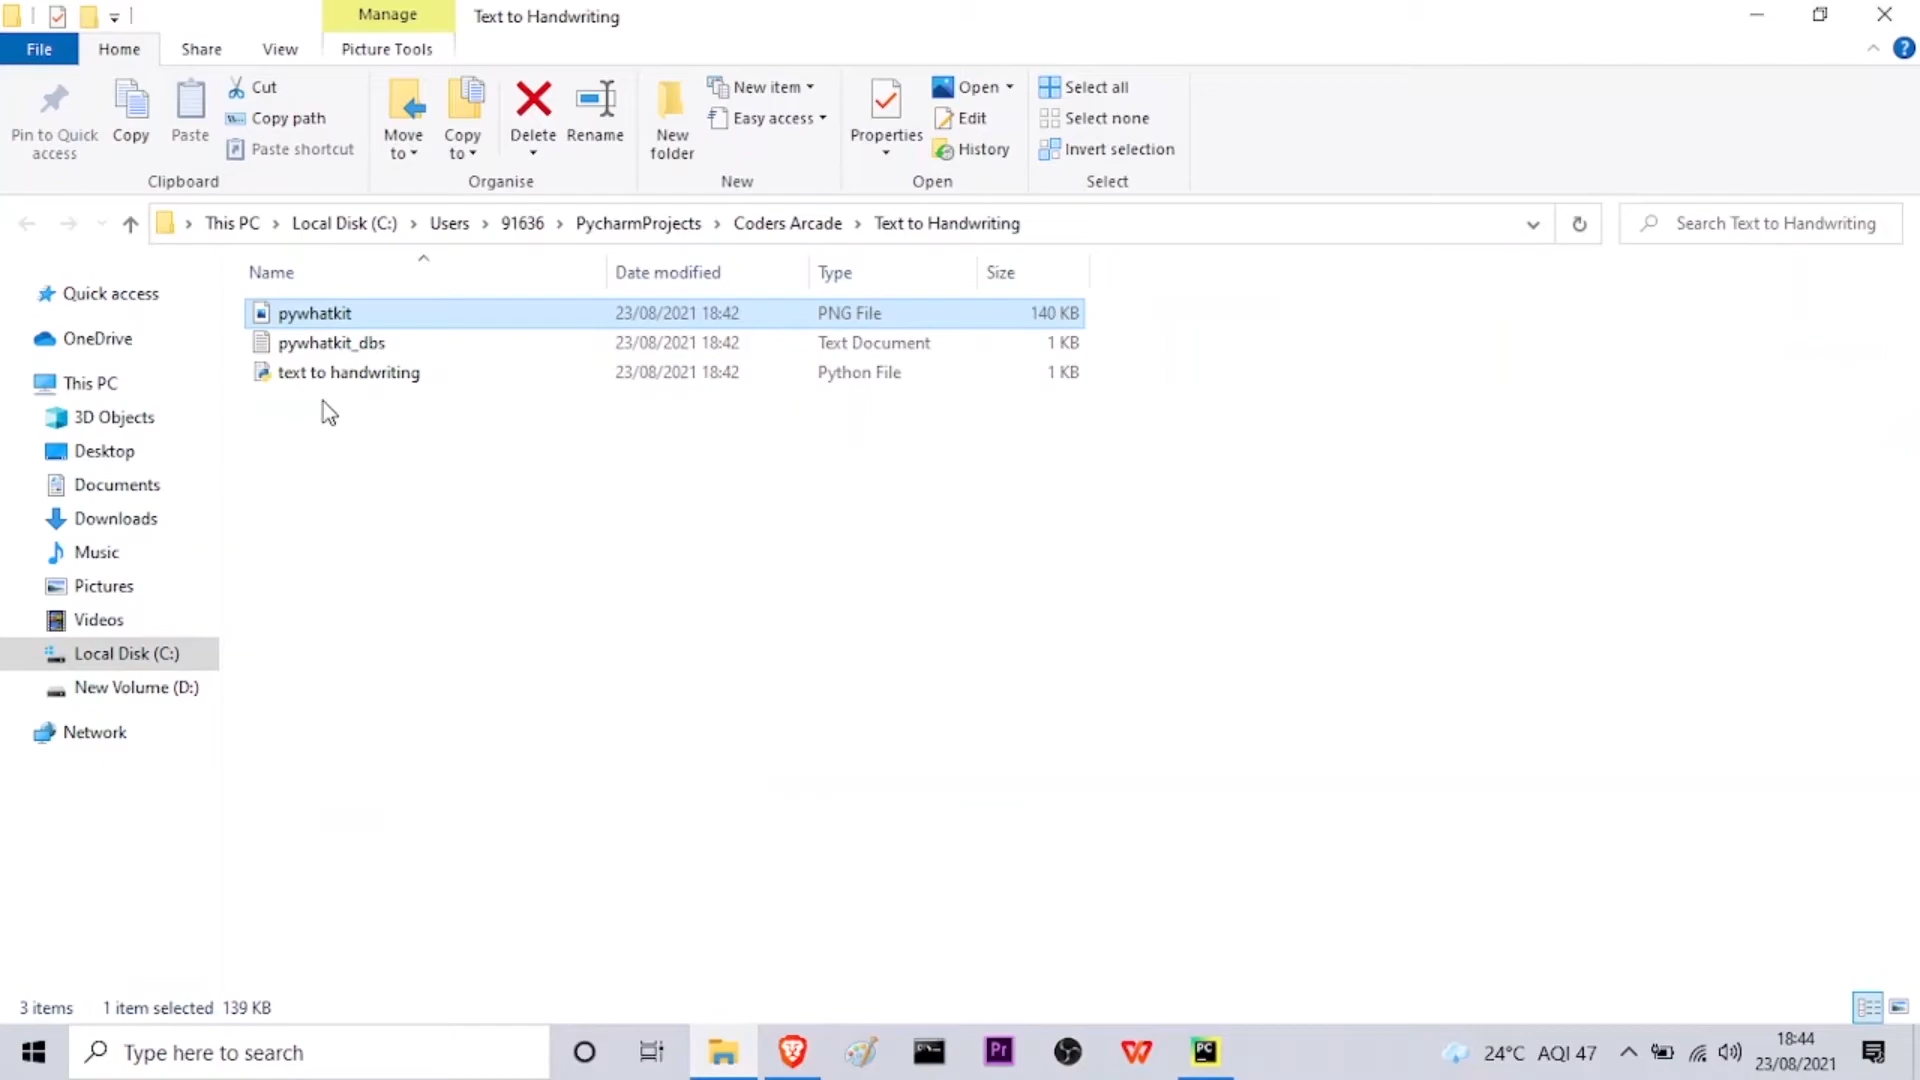 Manage
Text to Handwriting
File
Home
Share
View
Picture Tools
Pin to Quick access
Copy
Paste
Cut
Copy path
Paste shortcut
Clipboard
Move to
Copy to
Delete
Rename
Organise
New folder
New item
Easy access
New
Properties
Open
Edit
History
Open
Select all
Select none
Invert selection
Select
This PC
Local Disk (C:)
Users
91636
PycharmProjects
Coders Arcade
Text to Handwriting
Search Text to Handwriting
Name
Date modified
Type
Size
pywhatkit 23/08/2021 18:42 PNG File 140 KB
pywhatkit_dbs 23/08/2021 18:42 Text Document 1 KB
text to handwriting 23/08/2021 18:42 Python File 1 KB
Quick access
OneDrive
This PC
3D Objects
Desktop
Documents
Downloads
Music
Pictures
Videos
Local Disk (C:)
New Volume (D:)
Network
3 items 1 item selected 139 KB
Type here to search
Pr
PC
24°C AQI 47
18:44
23/08/2021